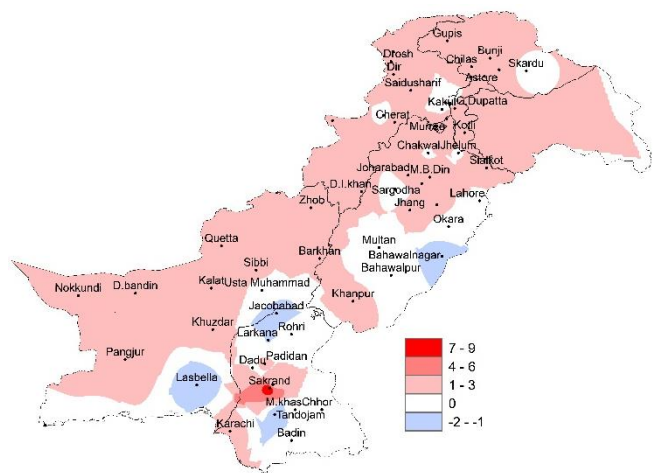 Gupis
Drosh
Bunji
Dir
Chilas
Skardu
Astore
Saidusharif
Kakul
G.Dupatta
Cherat
Murree
Kotli
Chakwal
Jhelum
Sialkot
Joharabad
M.B.Din
D.I.khan
Sargodha
Lahore
Zhob
Jhang
Okara
Quetta
Multan
Barkhan
Bahawalnagar
Sibbi
Bahawalpur
Nokkundi
D.bandin
Kalat
Usta Muhammad
Khanpur
Jacobabad
Khuzdar
Rohri
Larkana
Pangjur
Dadu
Padidan
Lasbella
Sakrand
M.khas
Chhor
Tandojam
Karachi
Badin
7 - 9
4 - 6
1 - 3
0
-2 - -1